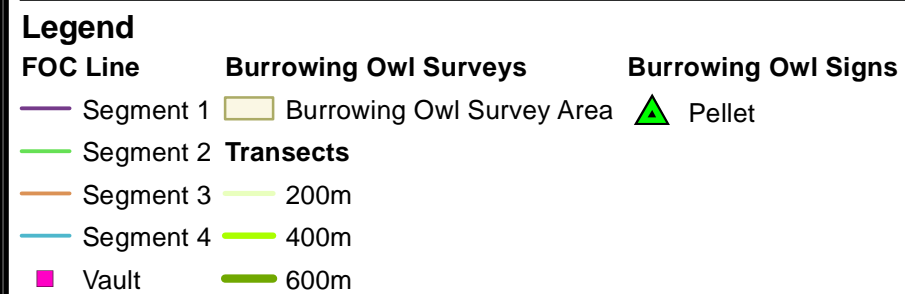 Legend
FOC Line
Segment 1
Segment 2
Segment 3
Segment 4
Vault
Burrowing Owl Surveys
Burrowing Owl Survey Area
Transects
200m
400m
600m
Burrowing Owl Signs
Pellet